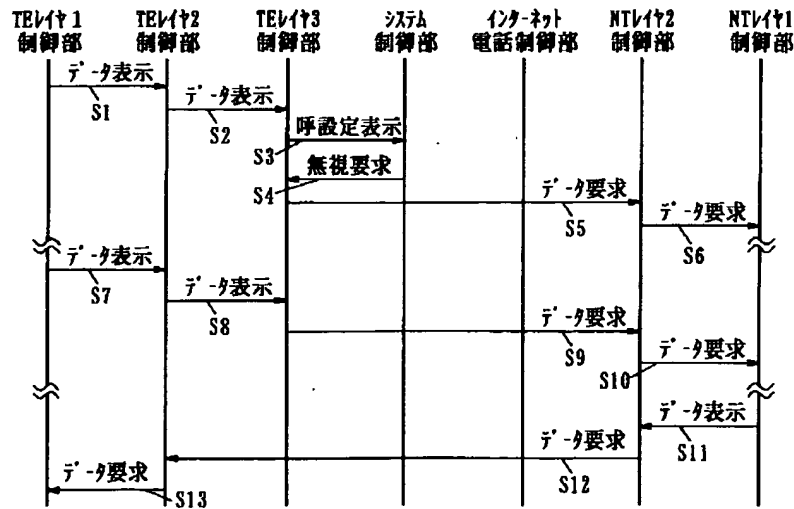 TEレイヤ1 TEレイヤ2 TEレイヤ3 システム インターネット NTレイヤ2 NTレイヤ1
制御部 制御部 制御部 制御部 電話制御部 制御部 制御部
データ表示
S1
データ表示
S2
呼設定表示
S3
無視要求
S4
データ要求
S5
データ要求
S6
データ表示
S7
データ表示
S8
データ要求
S9
データ要求
S10
データ表示
S11
データ要求
S12
データ要求
S13